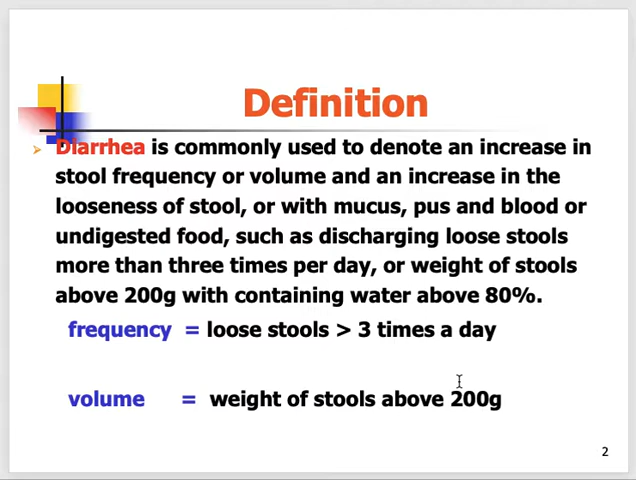 Definition
Diarrhea is commonly used to denote an increase in
stool frequency or volume and an increase in the
looseness of stool, or with mucus, pus and blood or
undigested food, such as discharging loose stools
more than three times per day, or weight of stools
above 200g with containing water above 80%.
frequency = loose stools > 3 times a day
volume = weight of stools above 200g
2